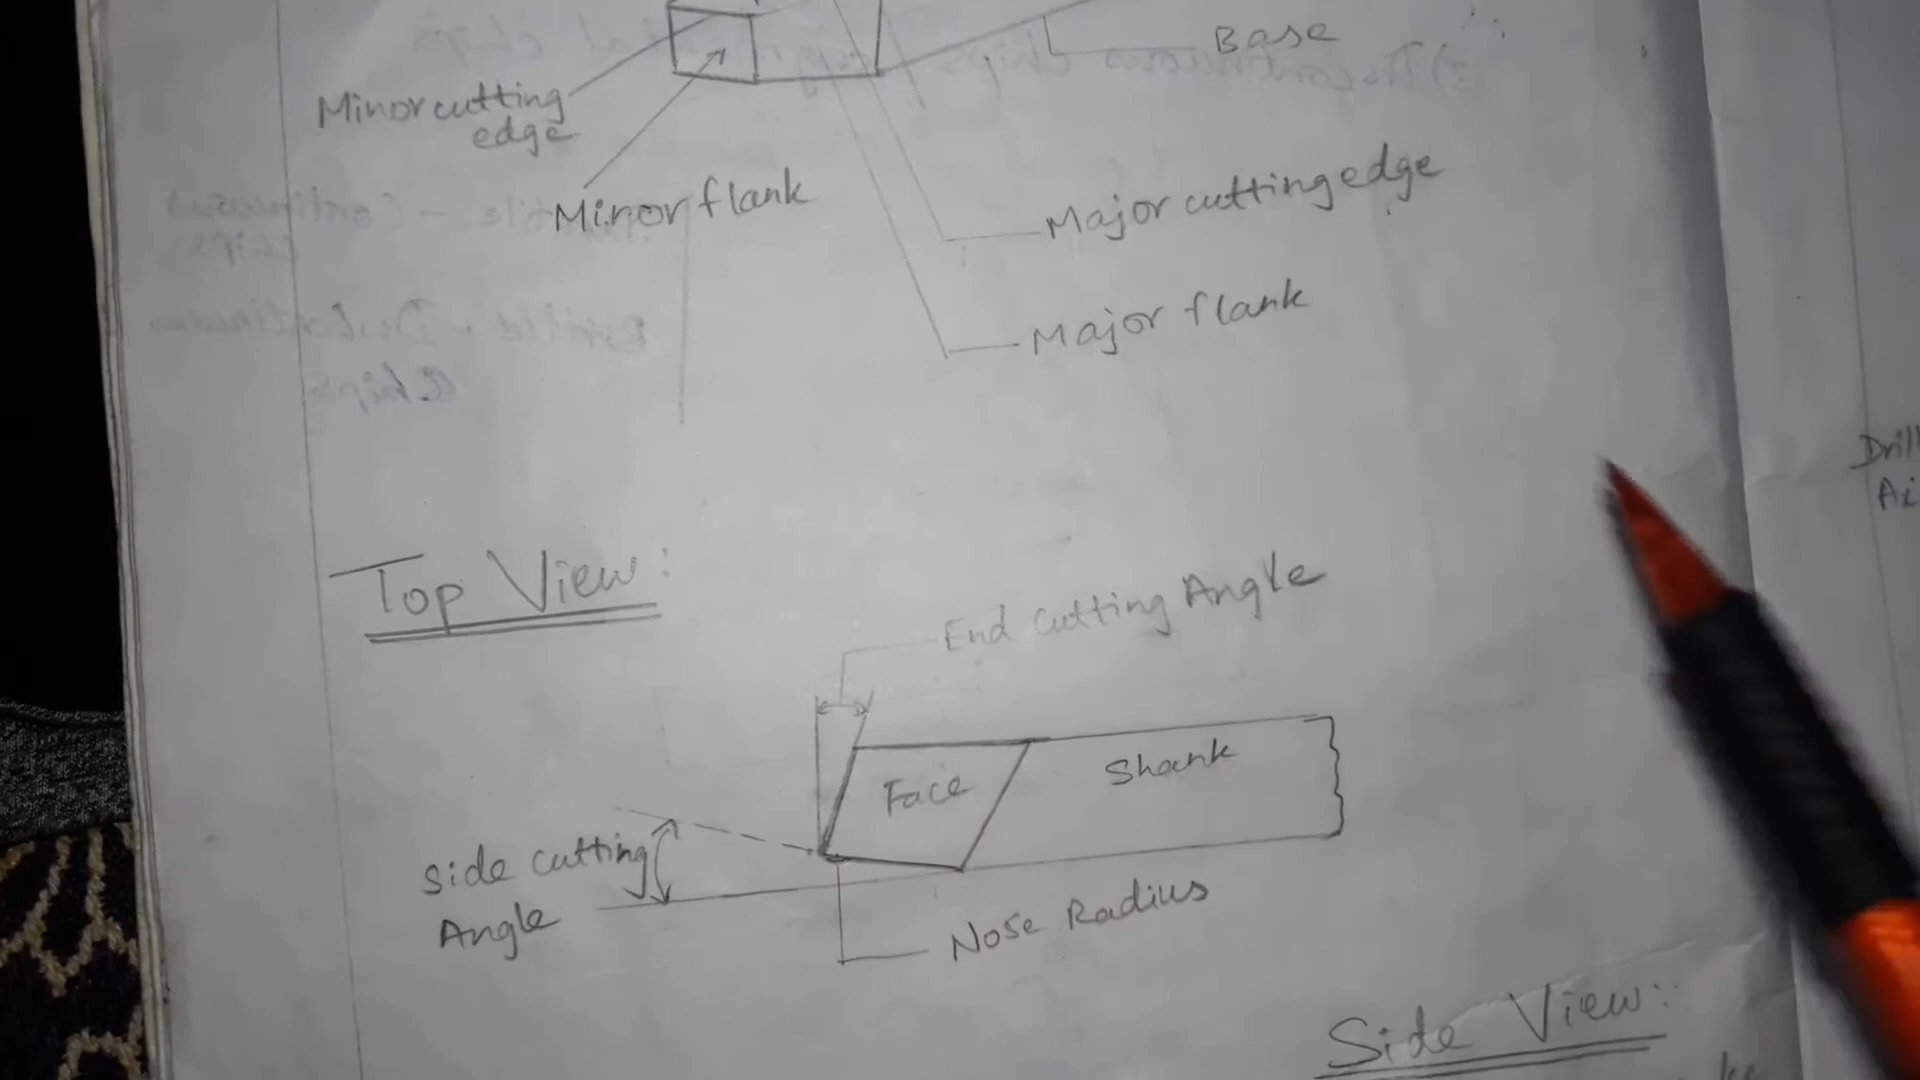 Base
Minor cutting
edge
Minor flank
Major cutting edge
Major flank
Top View:
End Cutting Angle
Face
Shank
Side cutting
Angle
Nose Radius
Side View:
Drill